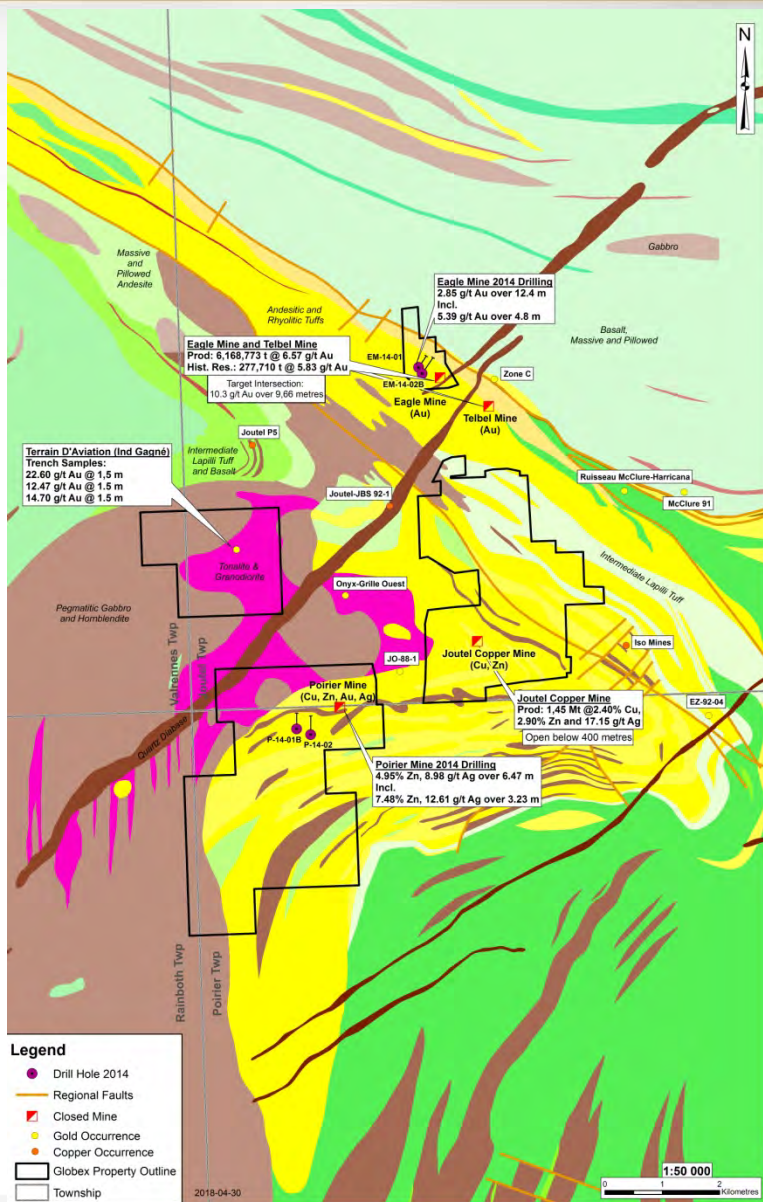 N
Massive
and
Pillowed
Andesite
Gabbro
Eagle Mine 2014 Drilling
2.85 g/t Au over 12.4 m
Incl.
5.39 g/t Au over 4.8 m
Andesitic and
Rhyolitic Tuffs
Basalt,
Massive and Pillowed
Eagle Mine and Telbel Mine
Prod: 6,168,773 t @ 6.57 g/t Au
Hist. Res.: 277,710 t @ 5.83 g/t Au
Target Intersection:
10.3 g/t Au over 9,66 metres
EM-14-01
EM-14-02B
Zone C
Eagle Mine
(Au)
Telbel Mine
(Au)
Joutel P5
Terrain D'Aviation (Ind Gagné)
Trench Samples:
22.60 g/t Au @ 1,5 m
12.47 g/t Au @ 1.5 m
14.70 g/t Au @ 1.5 m
Intermediate
Lapilli Tuff
and Basalt
Ruisseau McClure-Harricana
McClure 91
Joutel-JBS 92-1
Intermediate Lapilli Tuff
Tonalite &
Granodiorite
Onyx-Grille Ouest
Pegmatitic Gabbro
and Hornblendite
Iso Mines
Joutel Copper Mine
(Cu, Zn)
JO-88-1
Valrennes Twp
Joutel Twp
Poirier Mine
(Cu, Zn, Au, Ag)
Joutel Copper Mine
Prod: 1,45 Mt @2.40% Cu,
2.90% Zn and 17.15 g/t Ag
Open below 400 metres
EZ-92-04
P-14-01B
P-14-02
Quartz Diabase
Poirier Mine 2014 Drilling
4.95% Zn, 8.98 g/t Ag over 6.47 m
Incl.
7.48% Zn, 12.61 g/t Ag over 3.23 m
Rainboth Twp
Poirier Twp
Legend
Drill Hole 2014
Regional Faults
Closed Mine
Gold Occurrence
Copper Occurrence
Globex Property Outline
Township
2018-04-30
1:50 000
0 1 2
Kilometres